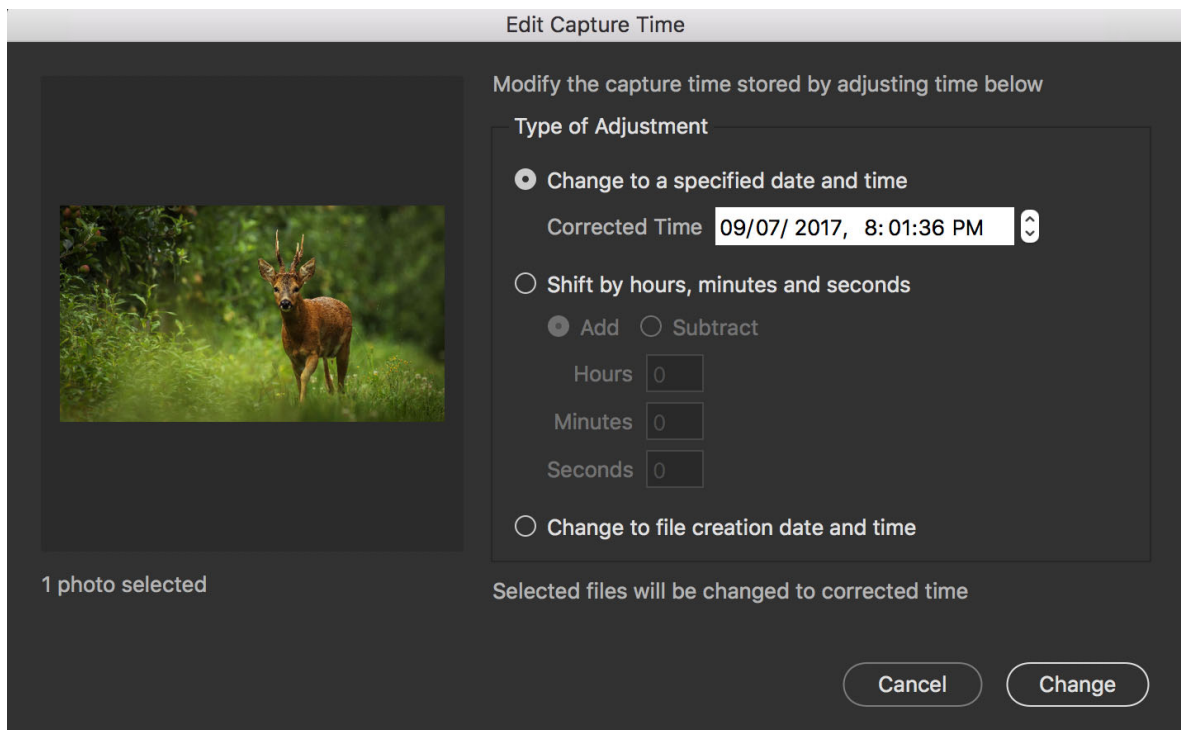 Edit Capture Time
Modify the capture time stored by adjusting time below
Type of Adjustment
Change to a specified date and time
Corrected Time 09/07/ 2017, 8: 01:36 PM
Shift by hours, minutes and seconds
Add Subtract
Hours 0
Minutes 0
Seconds 0
Change to file creation date and time
1 photo selected
Selected files will be changed to corrected time
Cancel Change